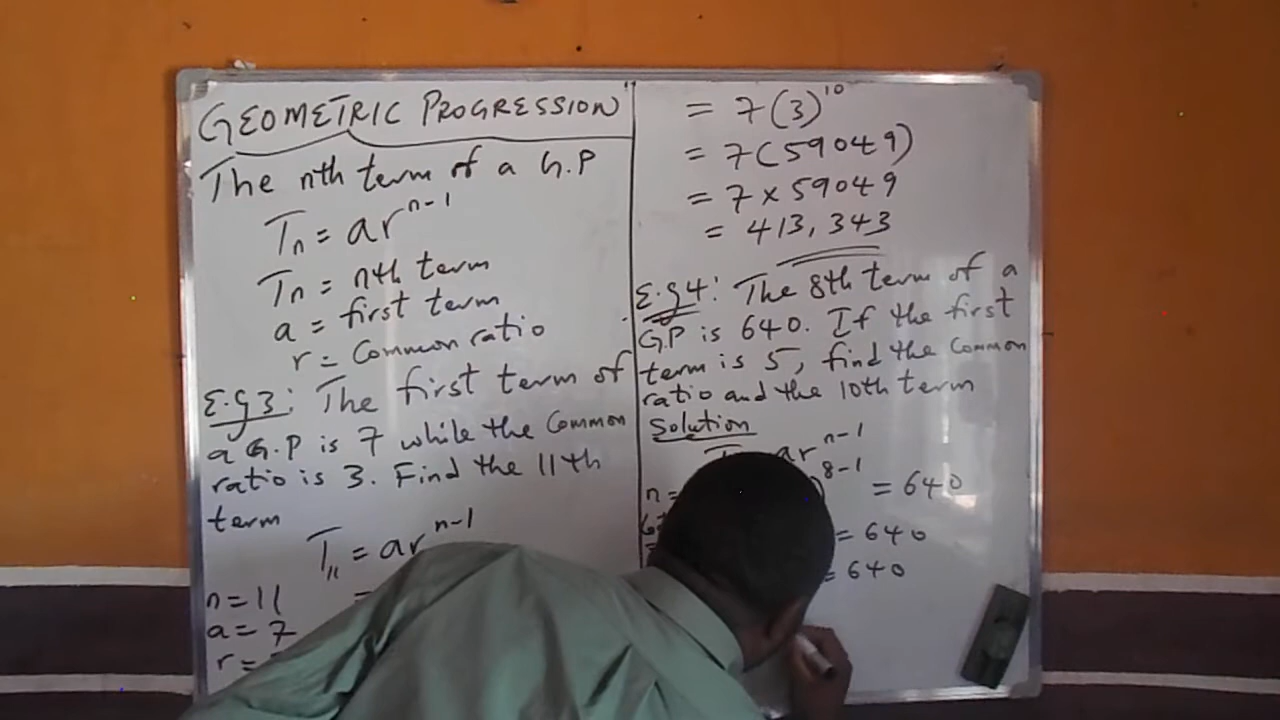 GEOMETRIC PROGRESSION
The nth term of a G.P
Tn = ar^n-1
Tn = nth term
a = first term
r = Common ratio
E.g 3: The first term of
a G.P is 7 while the Common
ratio is 3. Find the 11th
term
T11 = ar^n-1
n = 11
a = 7
r =
= 7(3)^10
= 7(59049)
= 7 × 59049
= 413,343
E.g 4: The 8th term of a
G.P is 640. If the first
term is 5, find the Common
ratio and the 10th term
Solution
ar^n-1
n =
8-1 = 640
= 640
= 640